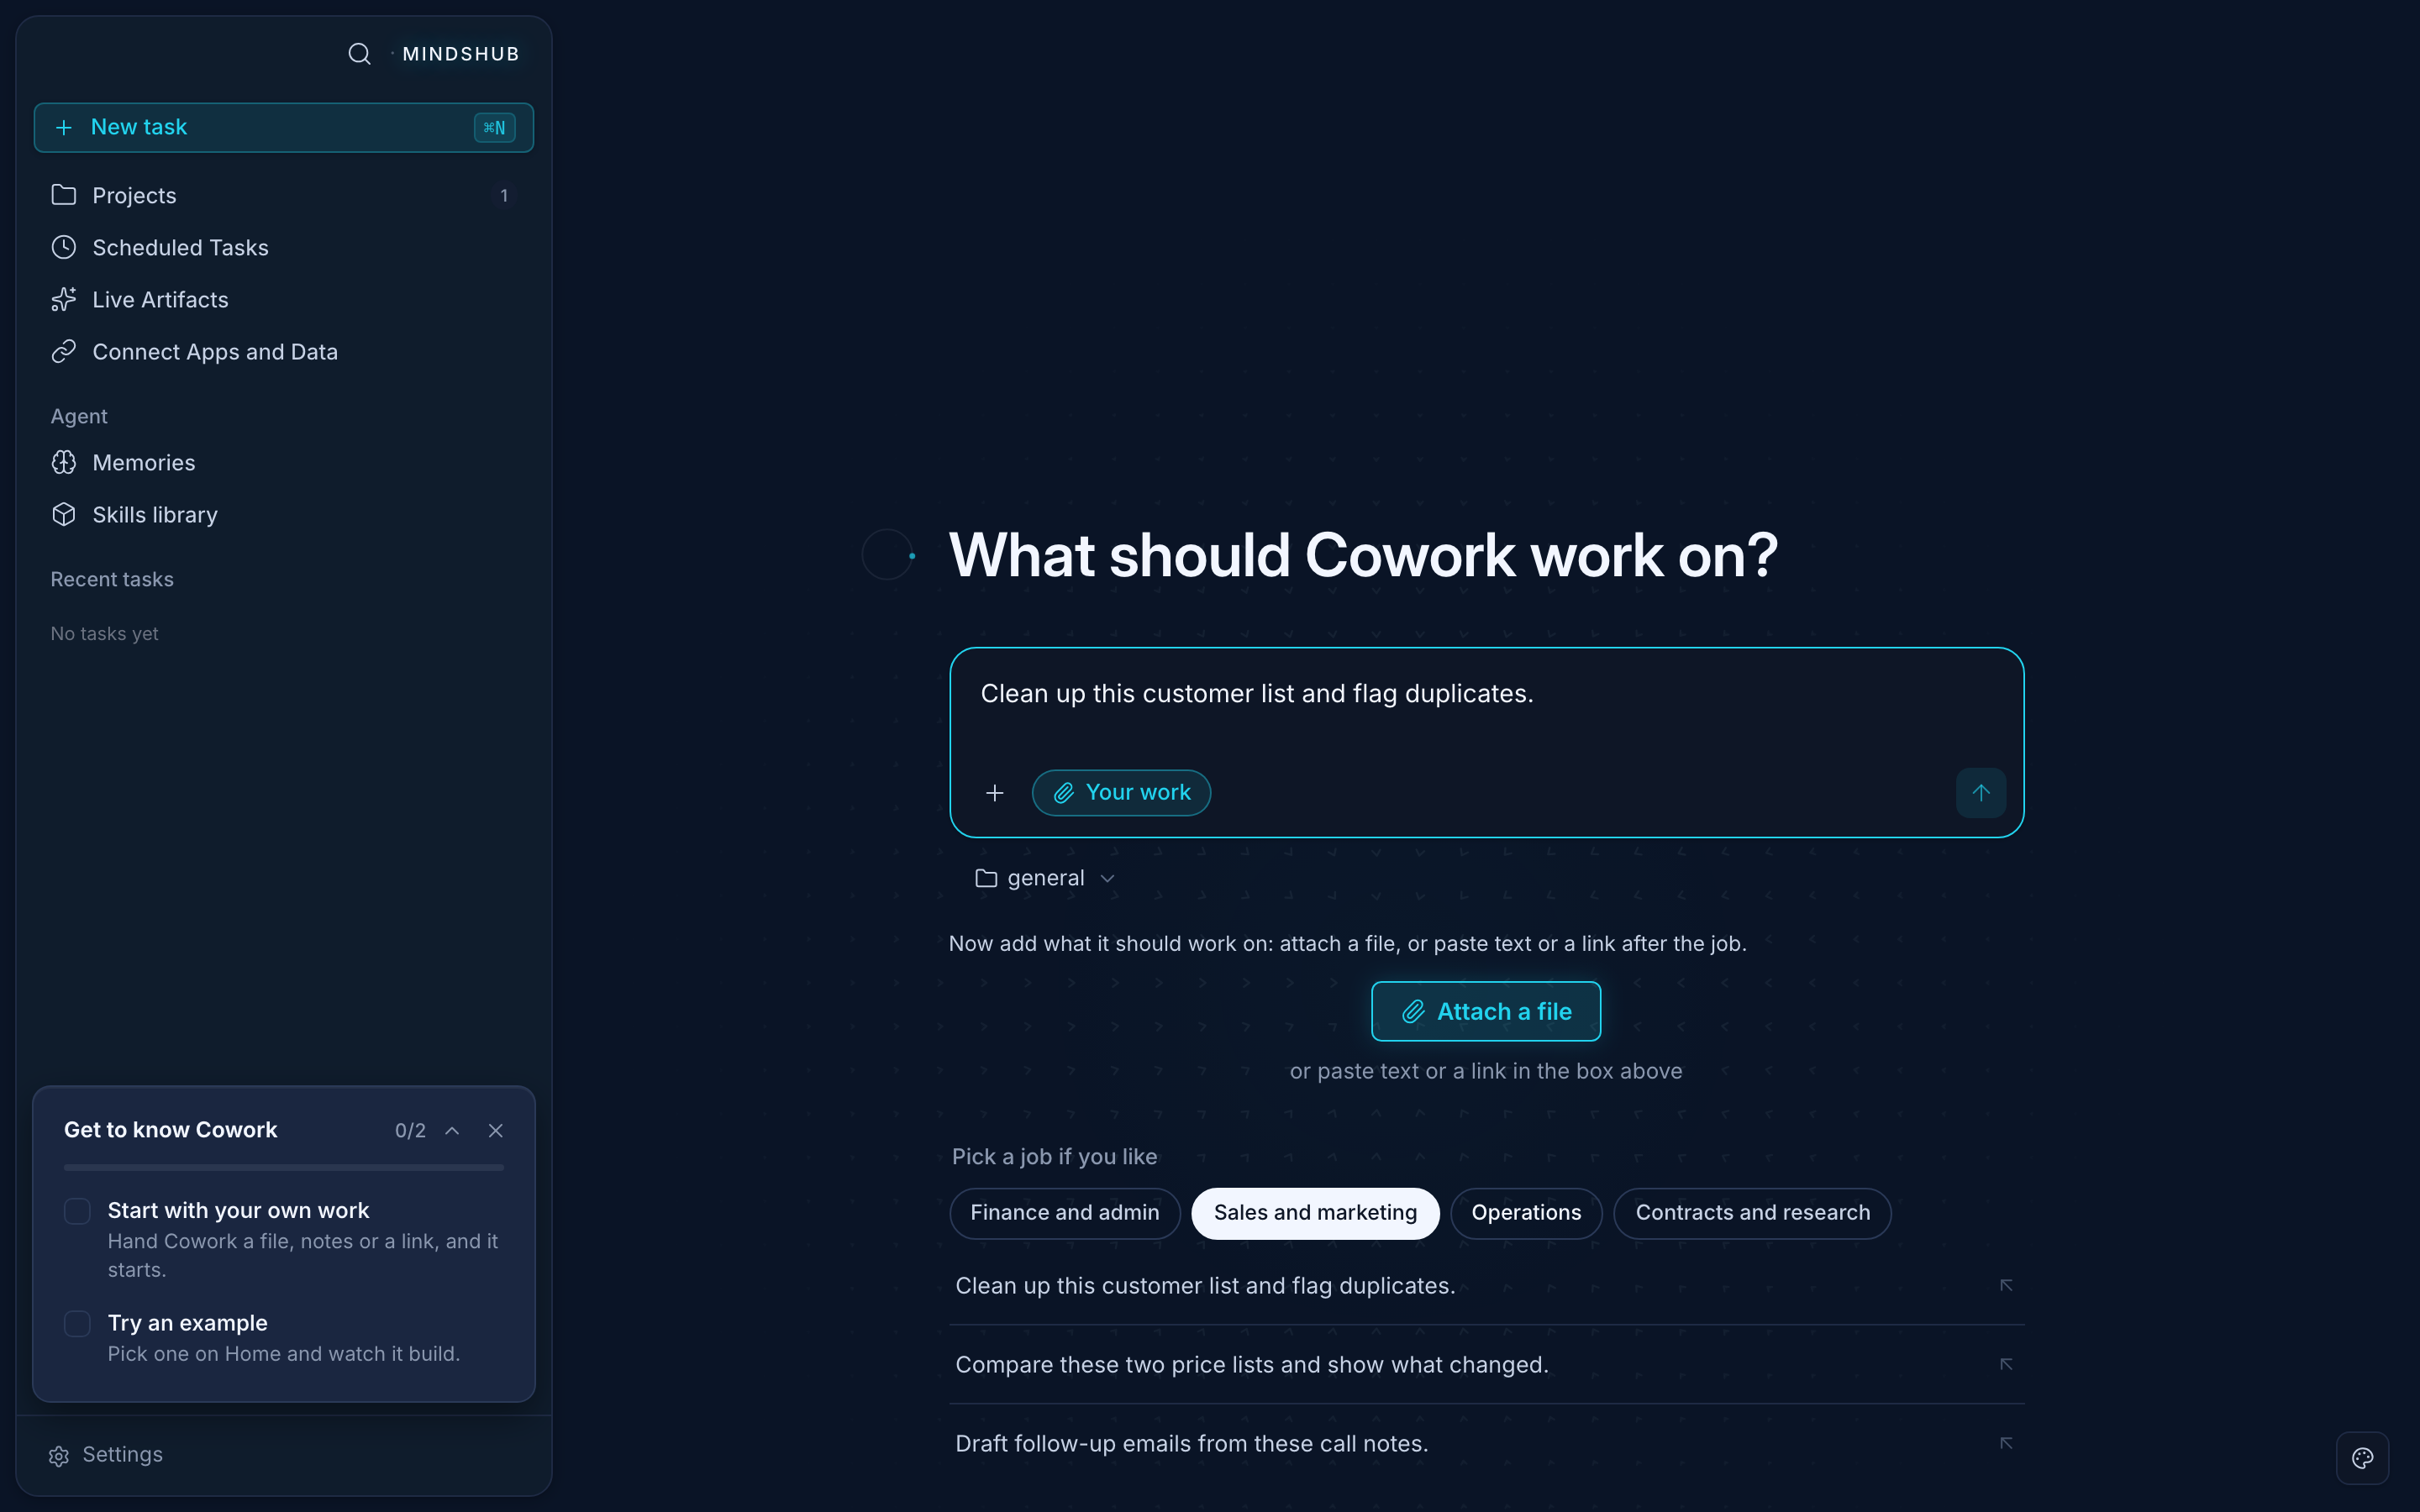 MINDSHUB
New task
⌘N
Projects
1
Scheduled Tasks
Live Artifacts
Connect Apps and Data
Agent
Memories
Skills library
Recent tasks
No tasks yet
Get to know Cowork
0/2
Start with your own work
Hand Cowork a file, notes or a link, and it
starts.
Try an example
Pick one on Home and watch it build.
Settings
What should Cowork work on?
Clean up this customer list and flag duplicates.
Your work
general
Now add what it should work on: attach a file, or paste text or a link after the job.
Attach a file
or paste text or a link in the box above
Pick a job if you like
Finance and admin
Sales and marketing
Operations
Contracts and research
Clean up this customer list and flag duplicates.
Compare these two price lists and show what changed.
Draft follow-up emails from these call notes.